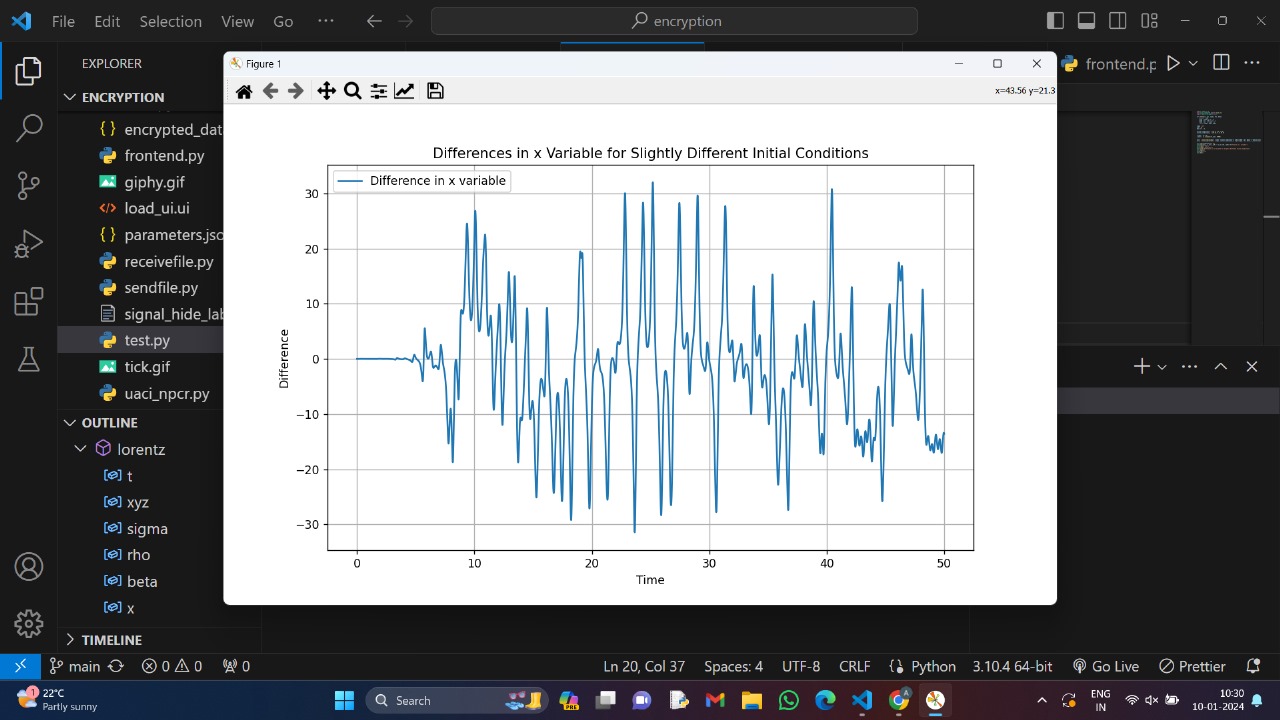 File Edit Selection View Go ··· encryption
EXPLORER
ENCRYPTION
encrypted_dat
frontend.py
giphy.gif
load_ui.ui
parameters.jso
receivefile.py
sendfile.py
signal_hide_lab
test.py
tick.gif
uaci_npcr.py
OUTLINE
lorentz
t
xyz
sigma
rho
beta
x
TIMELINE
frontend.p
Figure 1
x=43.56 y=21.3
Differences in x Variable for Slightly Different Initial Conditions
Difference in x variable
30
20
10
0
−10
−20
−30
Difference
0 10 20 30 40 50
Time
main 0 0 0 Ln 20, Col 37 Spaces: 4 UTF-8 CRLF Python 3.10.4 64-bit Go Live Prettier
1
22°C
Partly sunny
Search
PRE
A
ENG
IN
10:30
10-01-2024